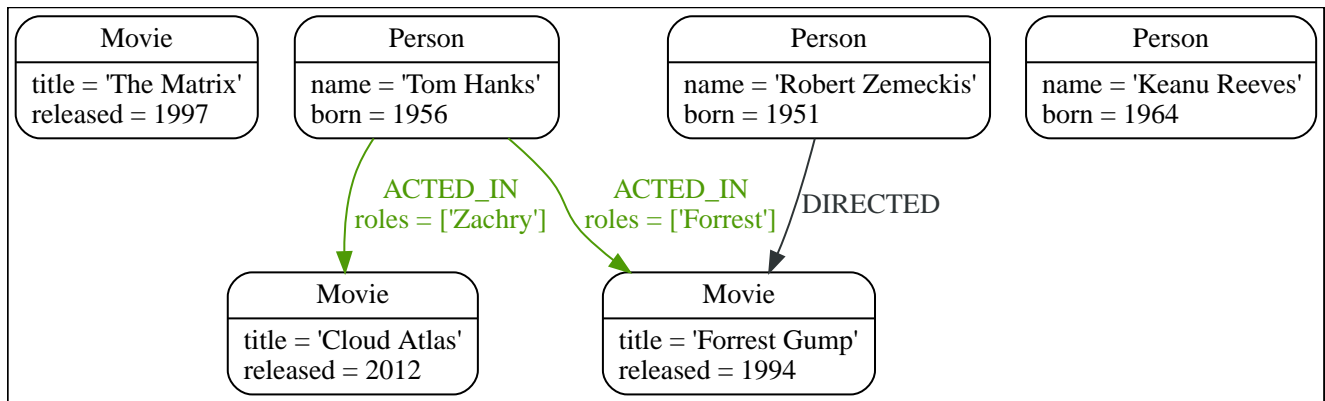 Movie
title = 'The Matrix'
released = 1997
Person
name = 'Tom Hanks'
born = 1956
Person
name = 'Robert Zemeckis'
born = 1951
Person
name = 'Keanu Reeves'
born = 1964
ACTED_IN
roles = ['Zachry']
ACTED_IN
roles = ['Forrest']
DIRECTED
Movie
title = 'Cloud Atlas'
released = 2012
Movie
title = 'Forrest Gump'
released = 1994